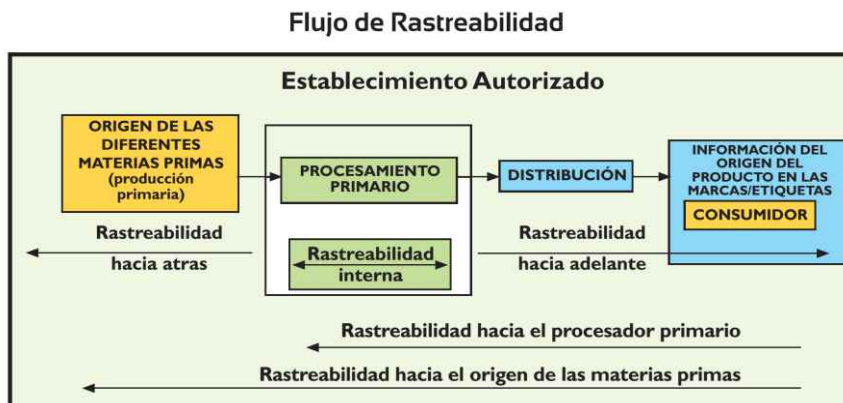 Flujo de Rastreabilidad
Establecimiento Autorizado
ORIGEN DE LAS
DIFERENTES
MATERIAS PRIMAS
(producción
primaria)
PROCESAMIENTO
PRIMARIO
DISTRIBUCIÓN
INFORMACIÓN DEL
ORIGEN DEL
PRODUCTO EN LAS
MARCAS/ETIQUETAS
CONSUMIDOR
Rastreabilidad
hacia atras
Rastreabilidad
interna
Rastreabilidad
hacia adelante
Rastreabilidad hacia el procesador primario
Rastreabilidad hacia el origen de las materias primas